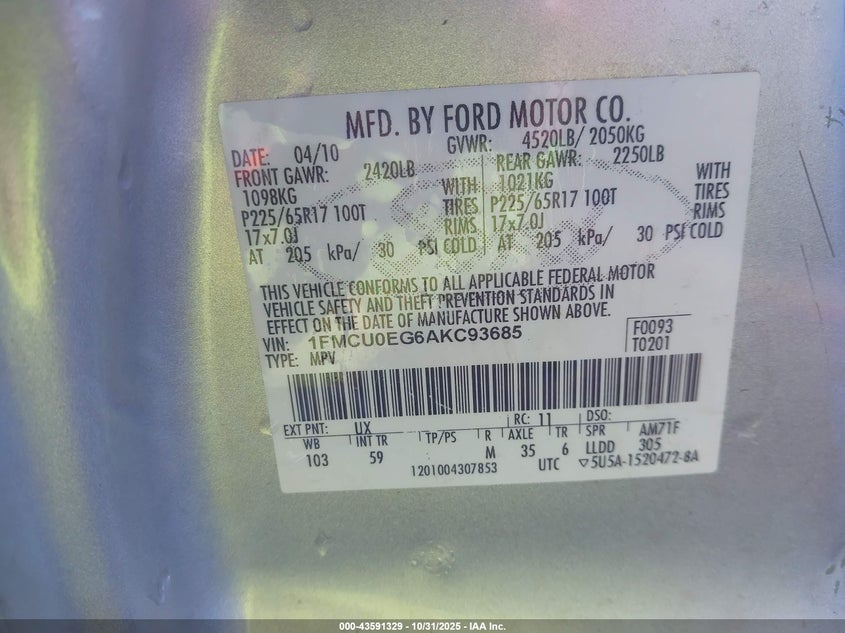 MFD. BY FORD MOTOR CO.
DATE: 04/10 GVWR: 4520LB/ 2050KG
FRONT GAWR: 2420LB REAR GAWR: 2250LB
1098KG WITH 1021KG WITH
P225/65R17 100T TIRES P225/65R17 100T TIRES
17x7.0J RIMS 17x7.0J RIMS
AT 205 kPa/ 30 PSI COLD AT 205 kPa/ 30 PSI COLD
THIS VEHICLE CONFORMS TO ALL APPLICABLE FEDERAL MOTOR
VEHICLE SAFETY AND THEFT PREVENTION STANDARDS IN
EFFECT ON THE DATE OF MANUFACTURE SHOWN ABOVE.
VIN: 1FMCU0EG6AKC93685 F0093
TYPE: MPV T0201
EXT PNT: UX RC: 11 DSO:
WB INT TR TP/PS R AXLE TR SPR AM71F
103 59 M 35 6 LLDD 305
1201004307853 UTC ▽5U5A-1520472-8A
000-43591329 - 10/31/2025 - IAA Inc.